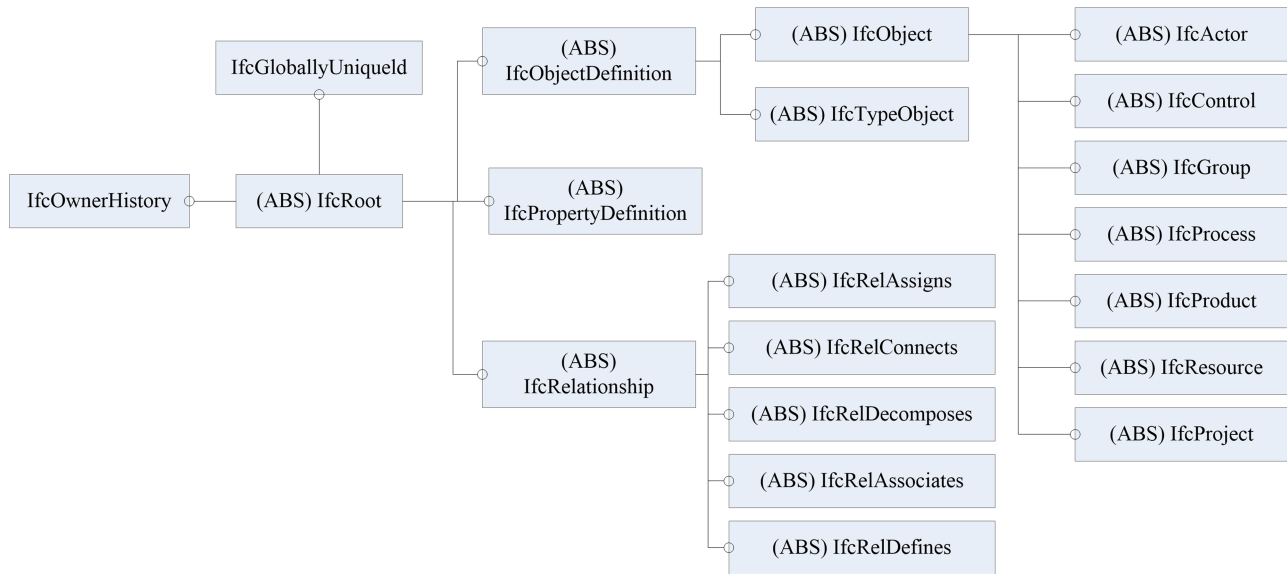 IfcOwnerHistory
IfcGloballyUniqueId
(ABS) IfcRoot
(ABS)
IfcObjectDefinition
(ABS)
IfcPropertyDefinition
(ABS)
IfcRelationship
(ABS) IfcObject
(ABS) IfcTypeObject
(ABS) IfcRelAssigns
(ABS) IfcRelConnects
(ABS) IfcRelDecomposes
(ABS) IfcRelAssociates
(ABS) IfcRelDefines
(ABS) IfcActor
(ABS) IfcControl
(ABS) IfcGroup
(ABS) IfcProcess
(ABS) IfcProduct
(ABS) IfcResource
(ABS) IfcProject